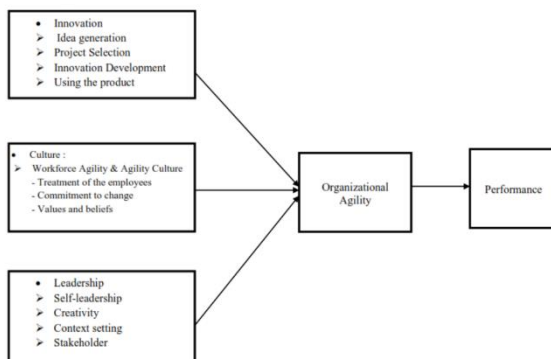 • Innovation
➢ Idea generation
➢ Project Selection
➢ Innovation Development
➢ Using the product
• Culture :
➢ Workforce Agility & Agility Culture
- Treatment of the employees
- Commitment to change
- Values and beliefs
• Leadership
➢ Self-leadership
➢ Creativity
➢ Context setting
➢ Stakeholder
Organizational
Agility
Performance